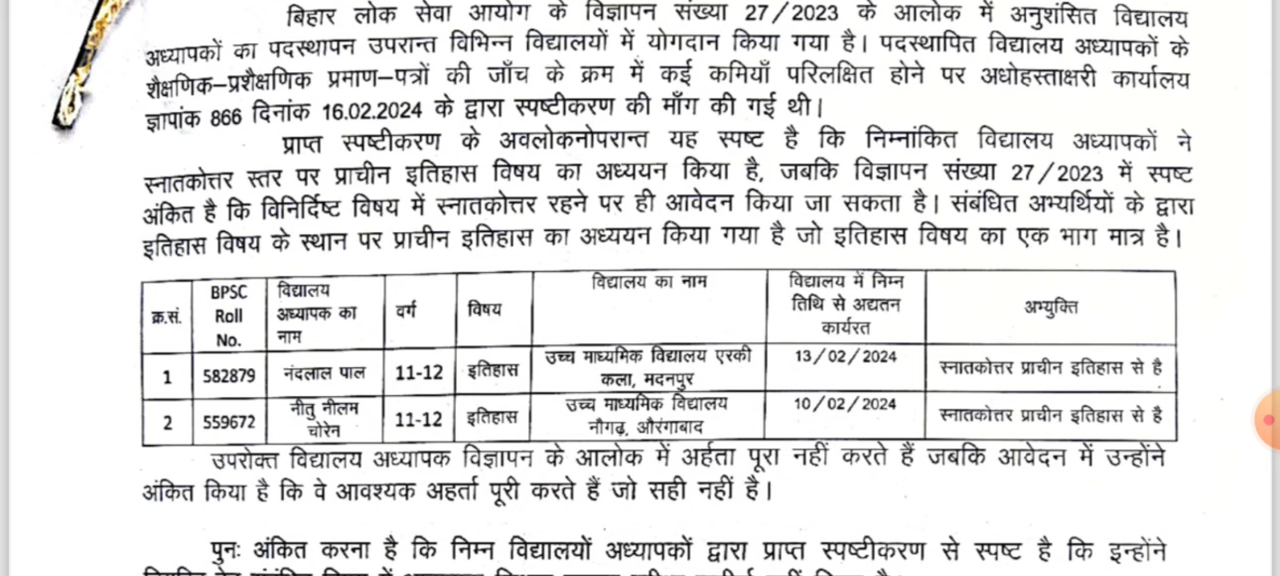 बिहार लोक सेवा आयोग के विज्ञापन संख्या 27/2023 के आलोक में अनुशंसित विद्यालय
अध्यापकों का पदस्थापन उपरान्त विभिन्न विद्यालयों में योगदान किया गया है। पदस्थापित विद्यालय अध्यापकों के
शैक्षणिक–प्रशैक्षणिक प्रमाण–पत्रों की जाँच के क्रम में कई कमियाँ परिलक्षित होने पर अधोहस्ताक्षरी कार्यालय
ज्ञापांक 866 दिनांक 16.02.2024 के द्वारा स्पष्टीकरण की माँग की गई थी।
प्राप्त स्पष्टीकरण के अवलोकनोपरान्त यह स्पष्ट है कि निम्नांकित विद्यालय अध्यापकों ने
स्नातकोत्तर स्तर पर प्राचीन इतिहास विषय का अध्ययन किया है, जबकि विज्ञापन संख्या 27/2023 में स्पष्ट
अंकित है कि विनिर्दिष्ट विषय में स्नातकोत्तर रहने पर ही आवेदन किया जा सकता है। संबंधित अभ्यर्थियों के द्वारा
इतिहास विषय के स्थान पर प्राचीन इतिहास का अध्ययन किया गया है जो इतिहास विषय का एक भाग मात्र है।
क्र.सं. BPSC Roll No. विद्यालय अध्यापक का नाम वर्ग विषय विद्यालय का नाम विद्यालय में निम्न तिथि से अद्यतन कार्यरत अभ्युक्ति
1 582879 नंदलाल पाल 11-12 इतिहास उच्च माध्यमिक विद्यालय एरकी कला, मदनपुर 13/02/2024 स्नातकोत्तर प्राचीन इतिहास से है
2 559672 नीतु नीलम चोरेन 11-12 इतिहास उच्च माध्यमिक विद्यालय नौगढ़, औरंगाबाद 10/02/2024 स्नातकोत्तर प्राचीन इतिहास से है
उपरोक्त विद्यालय अध्यापक विज्ञापन के आलोक में अर्हता पूरा नहीं करते हैं जबकि आवेदन में उन्होंने
अंकित किया है कि वे आवश्यक अहर्ता पूरी करते हैं जो सही नहीं है।
पुनः अंकित करना है कि निम्न विद्यालयों अध्यापकों द्वारा प्राप्त स्पष्टीकरण से स्पष्ट है कि इन्होंने